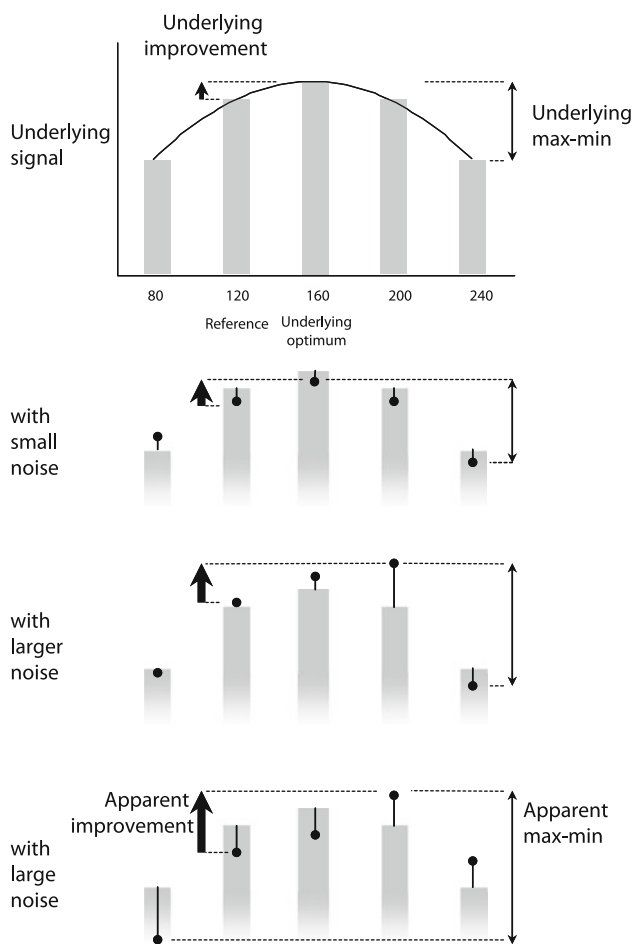 Underlying
improvement
Underlying
signal
Underlying
max-min
80 120 160 200 240
Reference Underlying
optimum
with
small
noise
with
larger
noise
Apparent
improvement
Apparent
max-min
with
large
noise